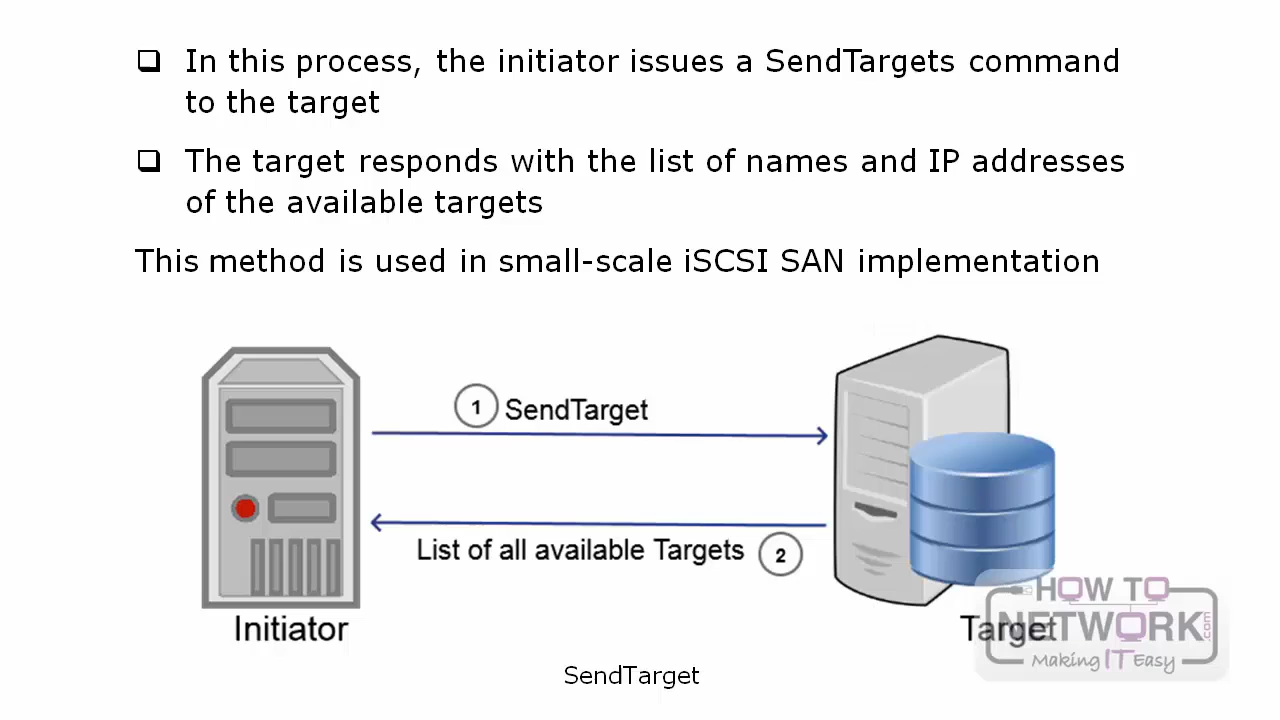 In this process, the initiator issues a SendTargets command
to the target
The target responds with the list of names and IP addresses
of the available targets
This method is used in small-scale iSCSI SAN implementation
1 SendTarget
List of all available Targets 2
Initiator
Target
HOW TO
NETWORK.com
Making IT Easy
SendTarget